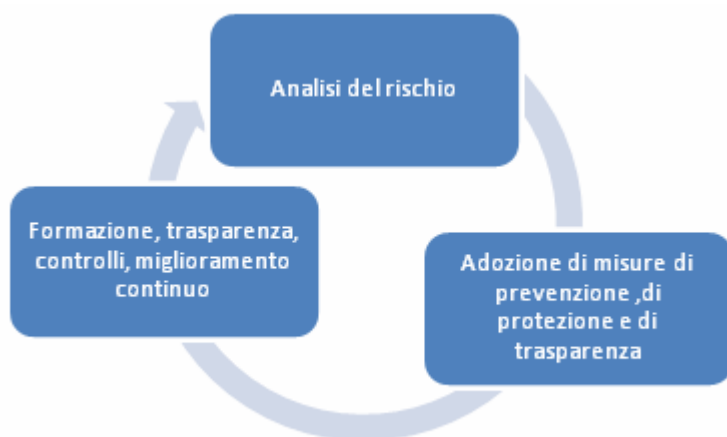 Analisi del rischio
Formazione, trasparenza,
controlli, miglioramento
continuo
Adozione di misure di
prevenzione ,di
protezione e di
trasparenza